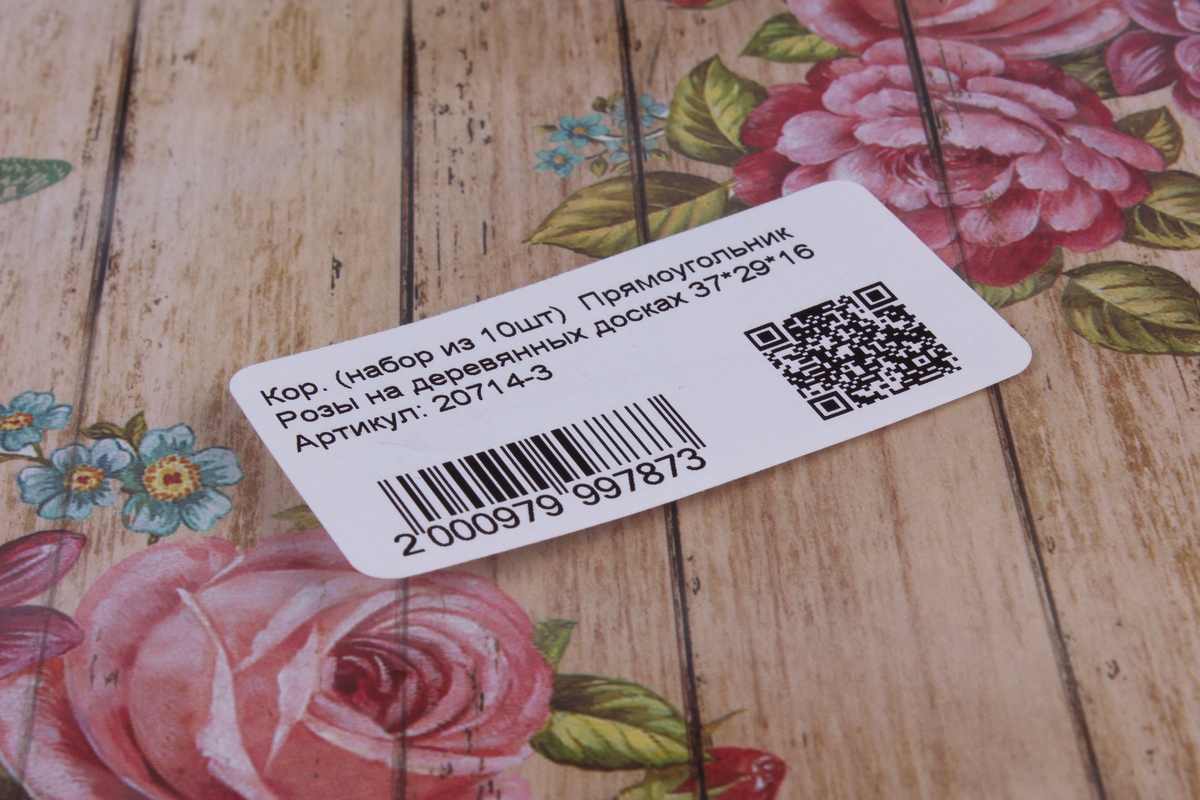 Кор. (набор из 10шт) Прямоугольник
Розы на деревянных досках 37*29*16
Артикул: 20714-3
2 000979 997873